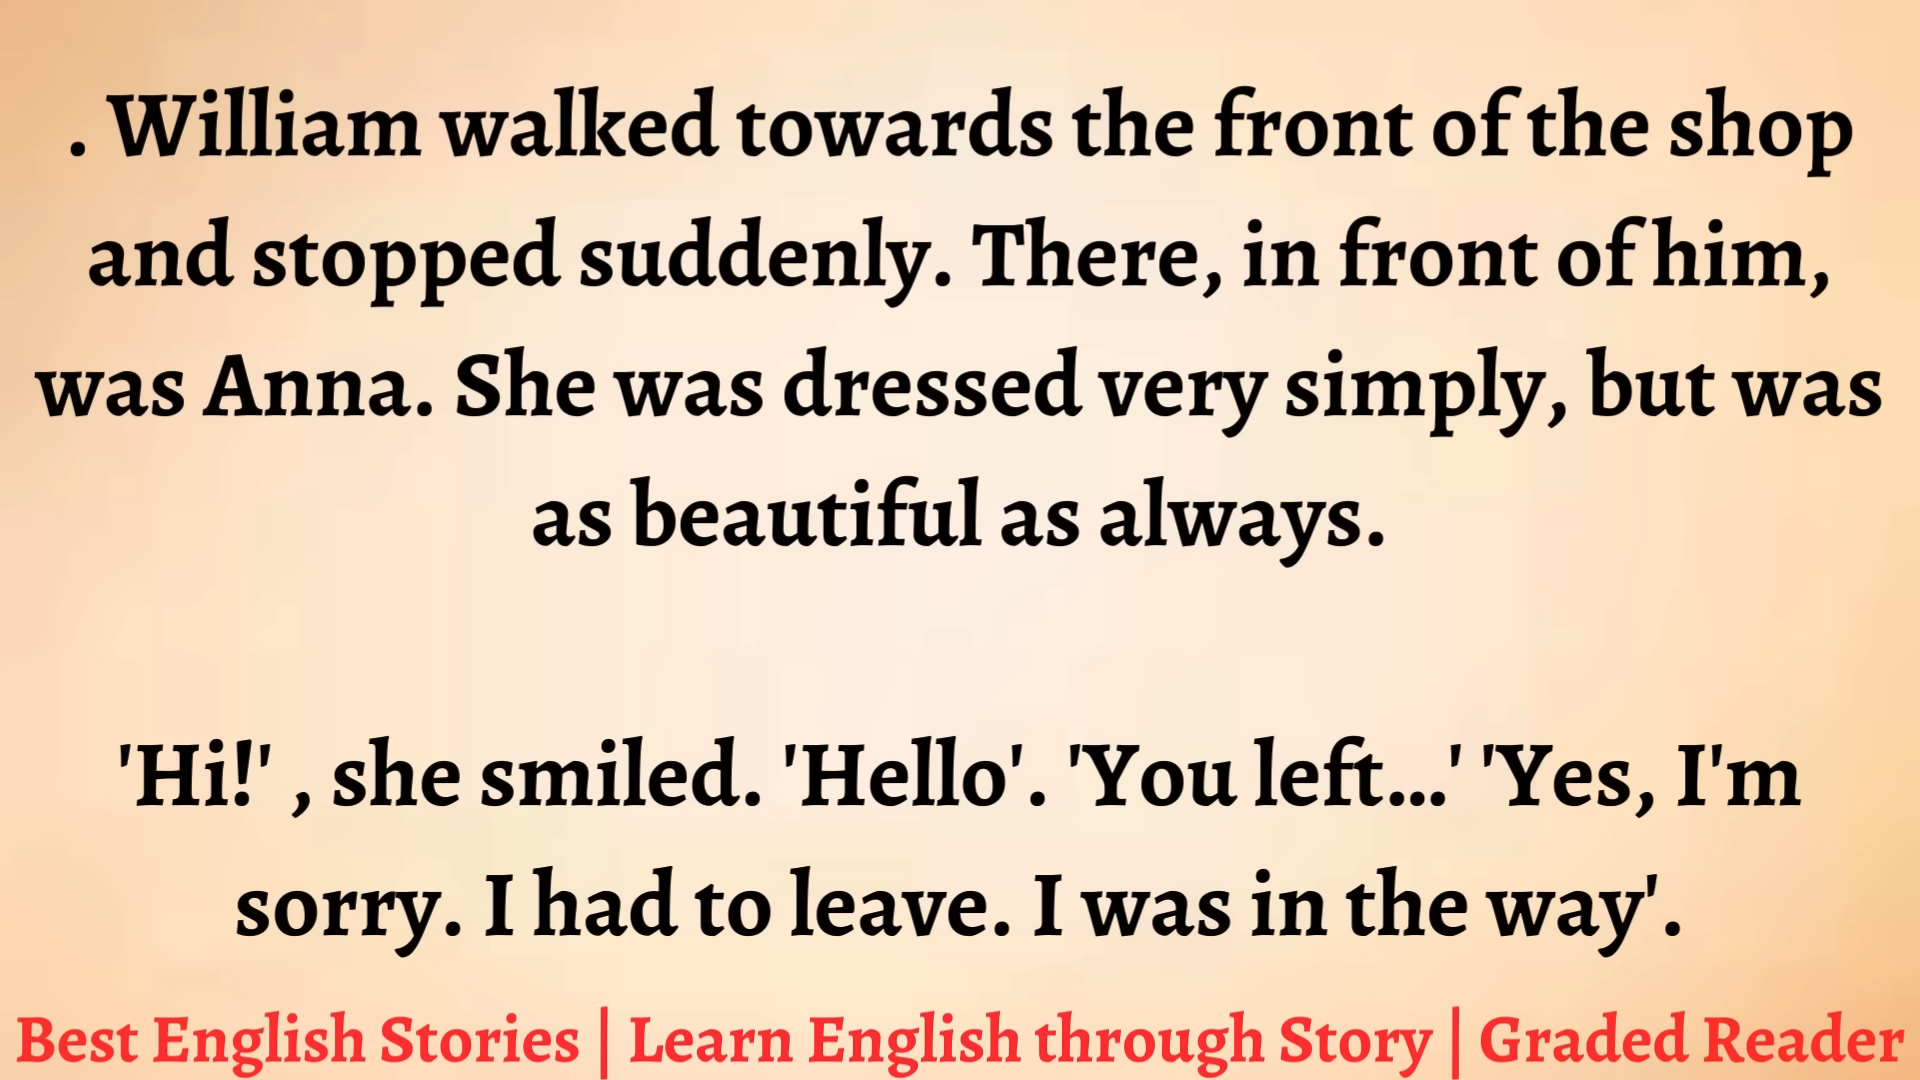 . William walked towards the front of the shop
and stopped suddenly. There, in front of him,
was Anna. She was dressed very simply, but was
as beautiful as always.
'Hi!' , she smiled. 'Hello'. 'You left...' 'Yes, I'm
sorry. I had to leave. I was in the way'.
Best English Stories | Learn English through Story | Graded Reader